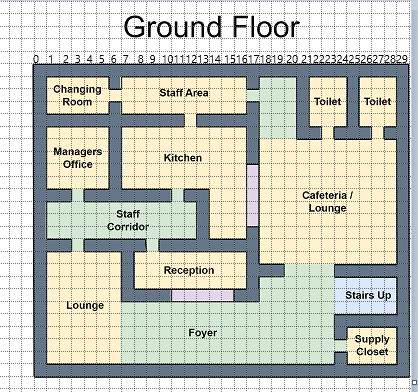 Ground Floor
0 1 2 3 4 5 6 7 8 9 10 11 12 13 14 15 16 17 18 19 20 21 22 23 24 25 26 27 28 29
Changing
Room
Staff Area
Toilet
Toilet
Managers
Office
Kitchen
Cafeteria /
Lounge
Staff
Corridor
Reception
Lounge
Stairs Up
Foyer
Supply
Closet